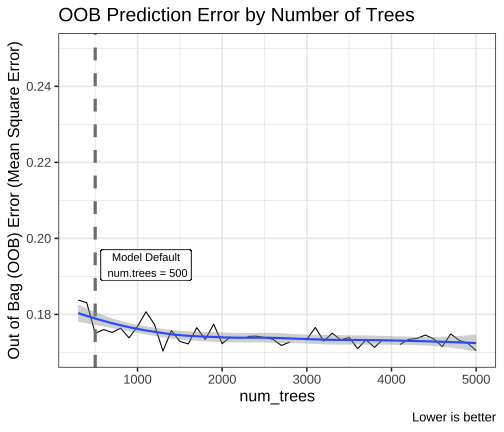 OOB Prediction Error by Number of Trees
Out of Bag (OOB) Error (Mean Square Error)
0.24
0.22
0.20
0.18
Model Default
num.trees = 500
1000
2000
3000
4000
5000
num_trees
Lower is better